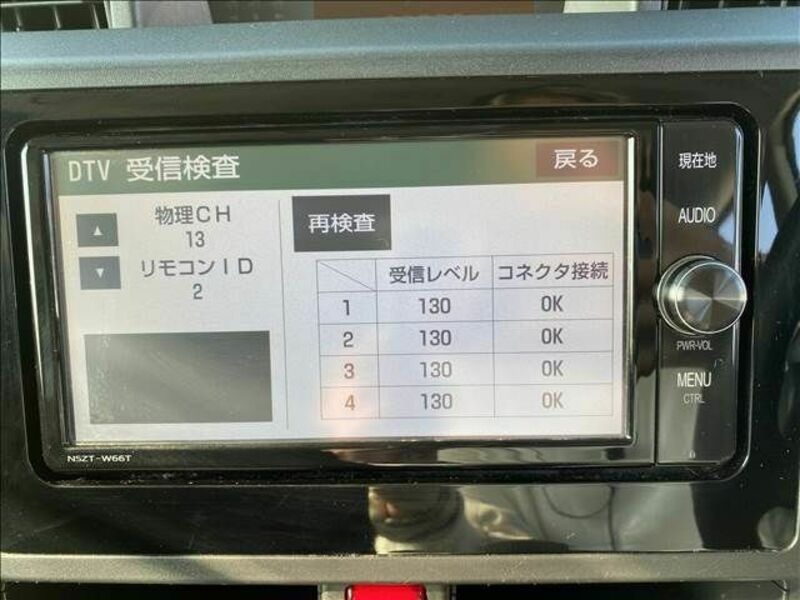 DTV 受信検査
戻る
物理CH
13
リモコンID
2
▲
▼
再検査
受信レベル コネクタ接続
1 130 OK
2 130 OK
3 130 OK
4 130 OK
現在地
AUDIO
PWR-VOL
MENU
CTRL
NSZT-W66T